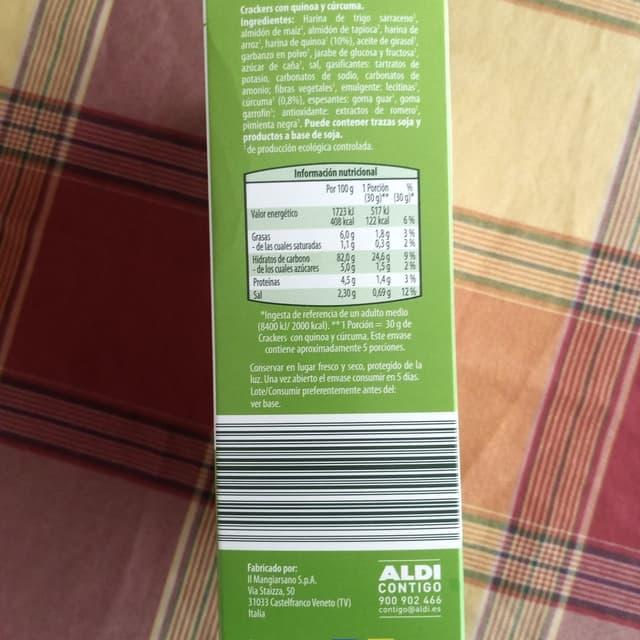 Crackers con quinoa y cúrcuma.
Ingredientes: Harina de trigo sarraceno¹,
almidón de maíz¹, almidón de tapioca¹, harina de
arroz¹, harina de quinoa¹ (10%), aceite de girasol¹,
garbanzo en polvo¹, jarabe de glucosa y fructosa¹,
azúcar de caña¹, sal, gasificantes: tartratos de
potasio, carbonatos de sodio, carbonatos de
amonio; fibras vegetales¹, emulgente: lecitinas¹,
cúrcuma¹ (0,8%), espesantes: goma guar¹, goma
garrofín¹; antioxidante: extractos de romero¹,
pimienta negra¹. Puede contener trazas soja y
productos a base de soja.
¹de producción ecológica controlada.
Información nutricional
Por 100 g 1 Porción (30 g)** % (30 g)*
Valor energético 1723 kJ 517 kJ
408 kcal 122 kcal 6 %
Grasas 6,0 g 1,8 g 3 %
- de las cuales saturadas 1,1 g 0,3 g 2 %
Hidratos de carbono 82,0 g 24,6 g 9 %
- de los cuales azúcares 5,0 g 1,5 g 2 %
Proteínas 4,5 g 1,4 g 3 %
Sal 2,30 g 0,69 g 12 %
*Ingesta de referencia de un adulto medio
(8400 kJ/ 2000 kcal). ** 1 Porción = 30 g de
Crackers con quinoa y cúrcuma. Este envase
contiene aproximadamente 5 porciones.
Conservar en lugar fresco y seco, protegido de la
luz. Una vez abierto el envase consumir en 5 días.
Lote/Consumir preferentemente antes del:
ver base.
Fabricado por:
Il Mangiarsano S.p.A.
Via Staizza, 50
31033 Castelfranco Veneto (TV)
Italia
ALDI
CONTIGO
900 902 466
contigo@aldi.es